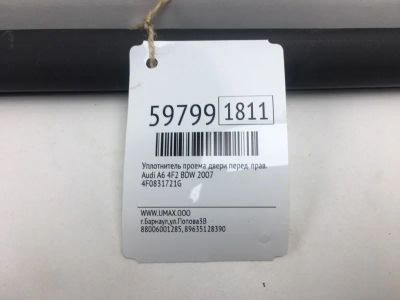 59799 1811
Уплотнитель проема двери перед. прав.
Audi A6 4F2 BDW 2007
4F0831721G
WWW.UMAX.OOO
г.Барнаул,ул.Попова3В
88006001285, 89635128390